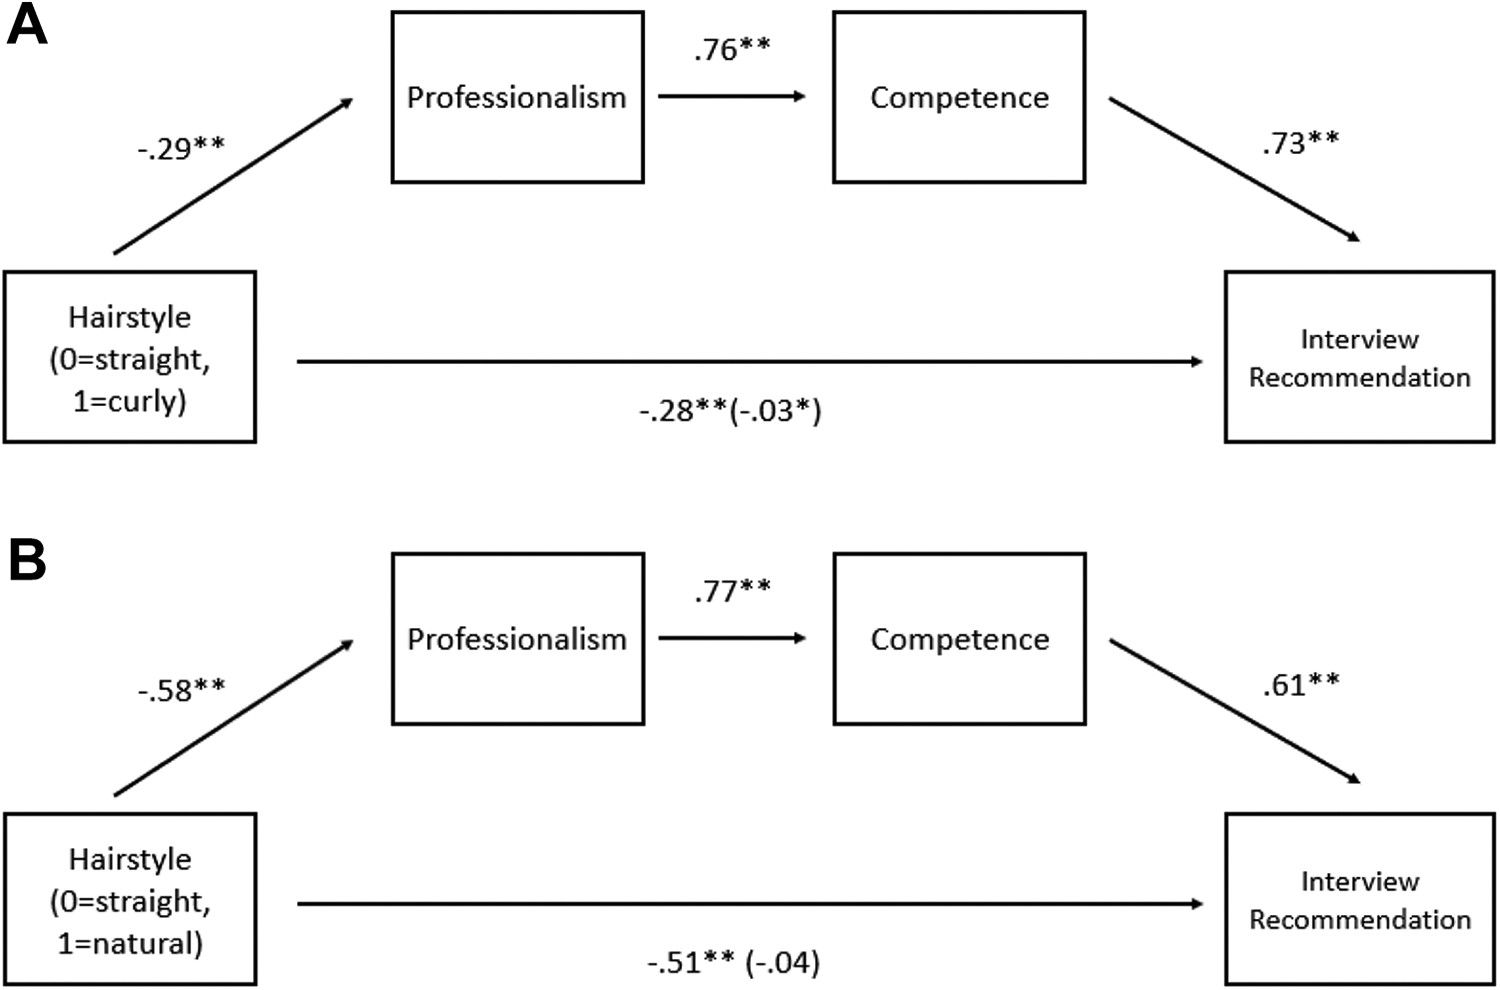 A
Professionalism
.76**
Competence
-.29**
.73**
Hairstyle
(0=straight,
1=curly)
Interview
Recommendation
-.28**(-.03*)
B
Professionalism
.77**
Competence
-.58**
.61**
Hairstyle
(0=straight,
1=natural)
Interview
Recommendation
-.51** (-.04)